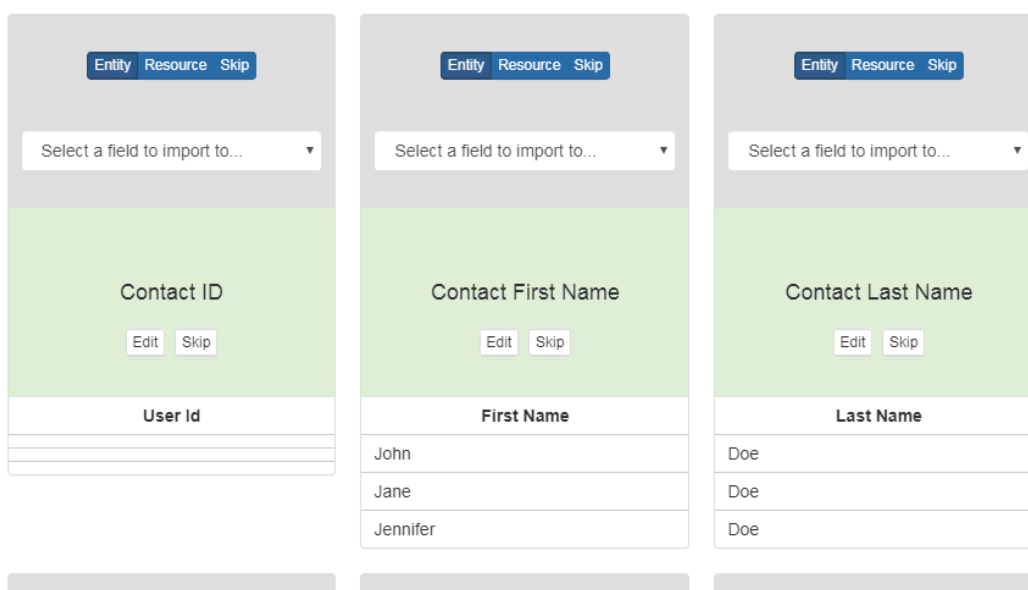 Entity Resource Skip
Select a field to import to...
Contact ID
Edit Skip
User Id
Entity Resource Skip
Select a field to import to...
Contact First Name
Edit Skip
First Name
John
Jane
Jennifer
Entity Resource Skip
Select a field to import to...
Contact Last Name
Edit Skip
Last Name
Doe
Doe
Doe